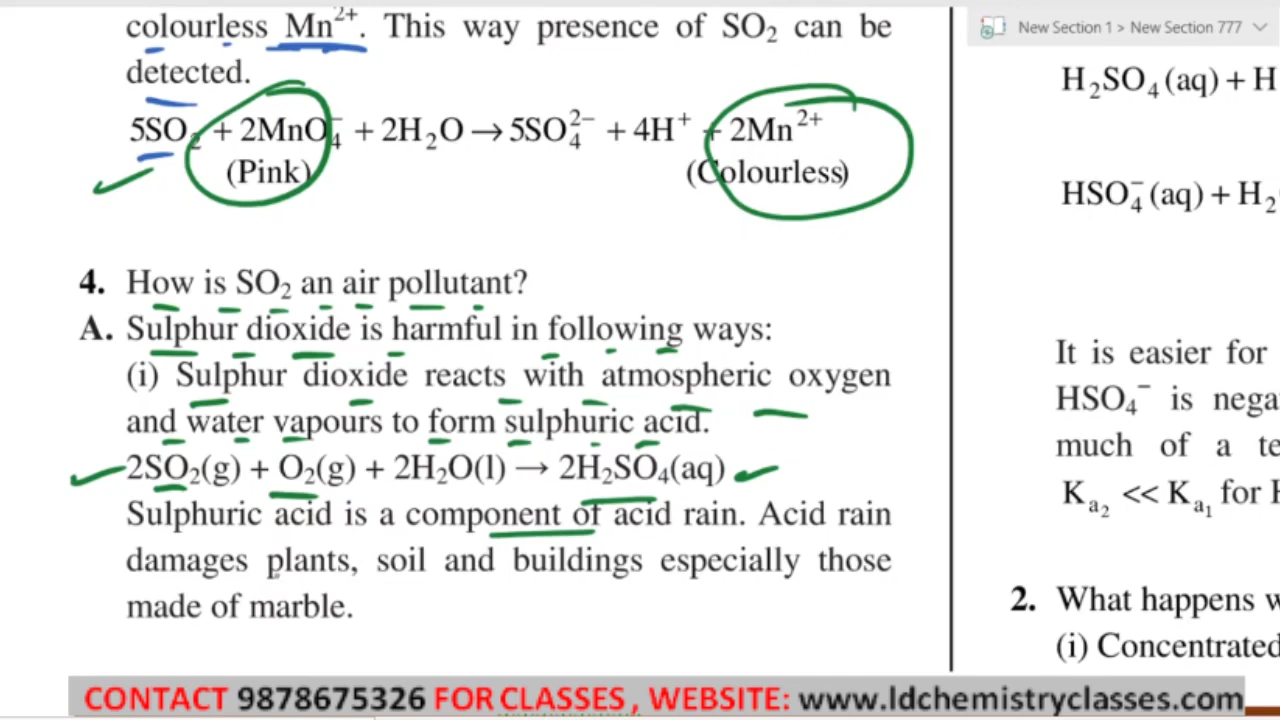 colourless Mn²⁺. This way presence of SO₂ can be
detected.
5SO₂ + 2MnO₄⁻ + 2H₂O → 5SO₄²⁻ + 4H⁺ + 2Mn²⁺
(Pink) (Colourless)
4. How is SO₂ an air pollutant?
A. Sulphur dioxide is harmful in following ways:
(i) Sulphur dioxide reacts with atmospheric oxygen
and water vapours to form sulphuric acid.
2SO₂(g) + O₂(g) + 2H₂O(l) → 2H₂SO₄(aq)
Sulphuric acid is a component of acid rain. Acid rain
damages plants, soil and buildings especially those
made of marble.
New Section 1 > New Section 777
H₂SO₄(aq) + H
HSO₄⁻(aq) + H₂
It is easier for
HSO₄⁻ is nega
much of a te
Kₐ₂ << Kₐ₁ for
2. What happens w
(i) Concentrated
CONTACT 9878675326 FOR CLASSES , WEBSITE: www.ldchemistryclasses.com